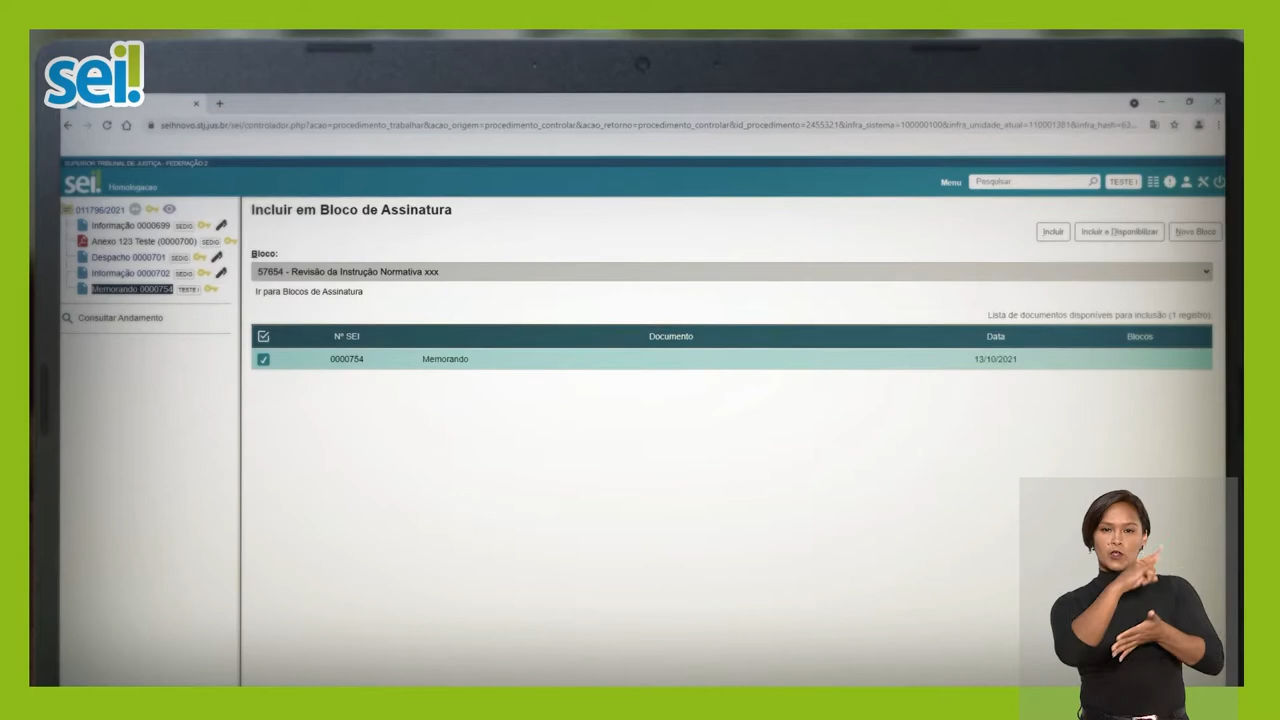 sei!
seihnovo.stj.jus.br/sei/controlador.php?acao=procedimento_trabalhar&acao_origem=procedimento_controlar&acao_retorno=procedimento_controlar&id_procedimento=2455321&infra_sistema=100000100&infra_unidade_atual=110001381&infra_hash=
SUPERIOR TRIBUNAL DE JUSTIÇA - FEDERAÇÃO 2
sei! Homologacao
Menu
Pesquisar
TESTE I
011796/2021
Informação 0000699 SEDIG
Anexo 123 Teste (0000700) SEDIG
Despacho 0000701 SEDIG
Informação 0000702 SEDIG
Memorando 0000754 TESTE I
Consultar Andamento
Incluir em Bloco de Assinatura
Incluir
Incluir e Disponibilizar
Novo Bloco
Bloco:
57654 - Revisão da Instrução Normativa xxx
Ir para Blocos de Assinatura
Lista de documentos disponíveis para inclusão (1 registro):
Nº SEI Documento Data Blocos
0000754 Memorando 13/10/2021